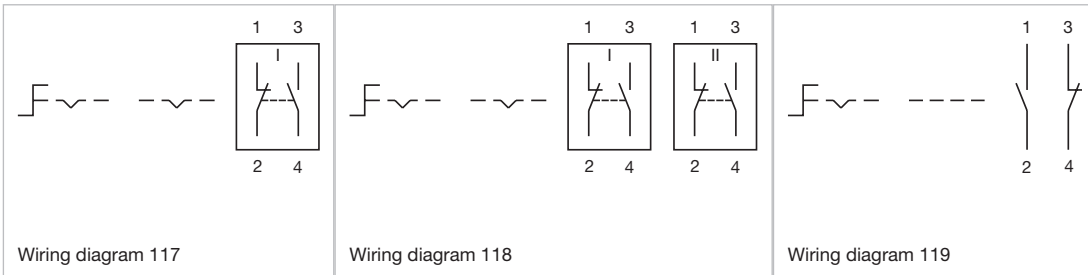 1 3
I
2 4
Wiring diagram 117
1 3 1 3
I II
2 4 2 4
Wiring diagram 118
1 3
2 4
Wiring diagram 119